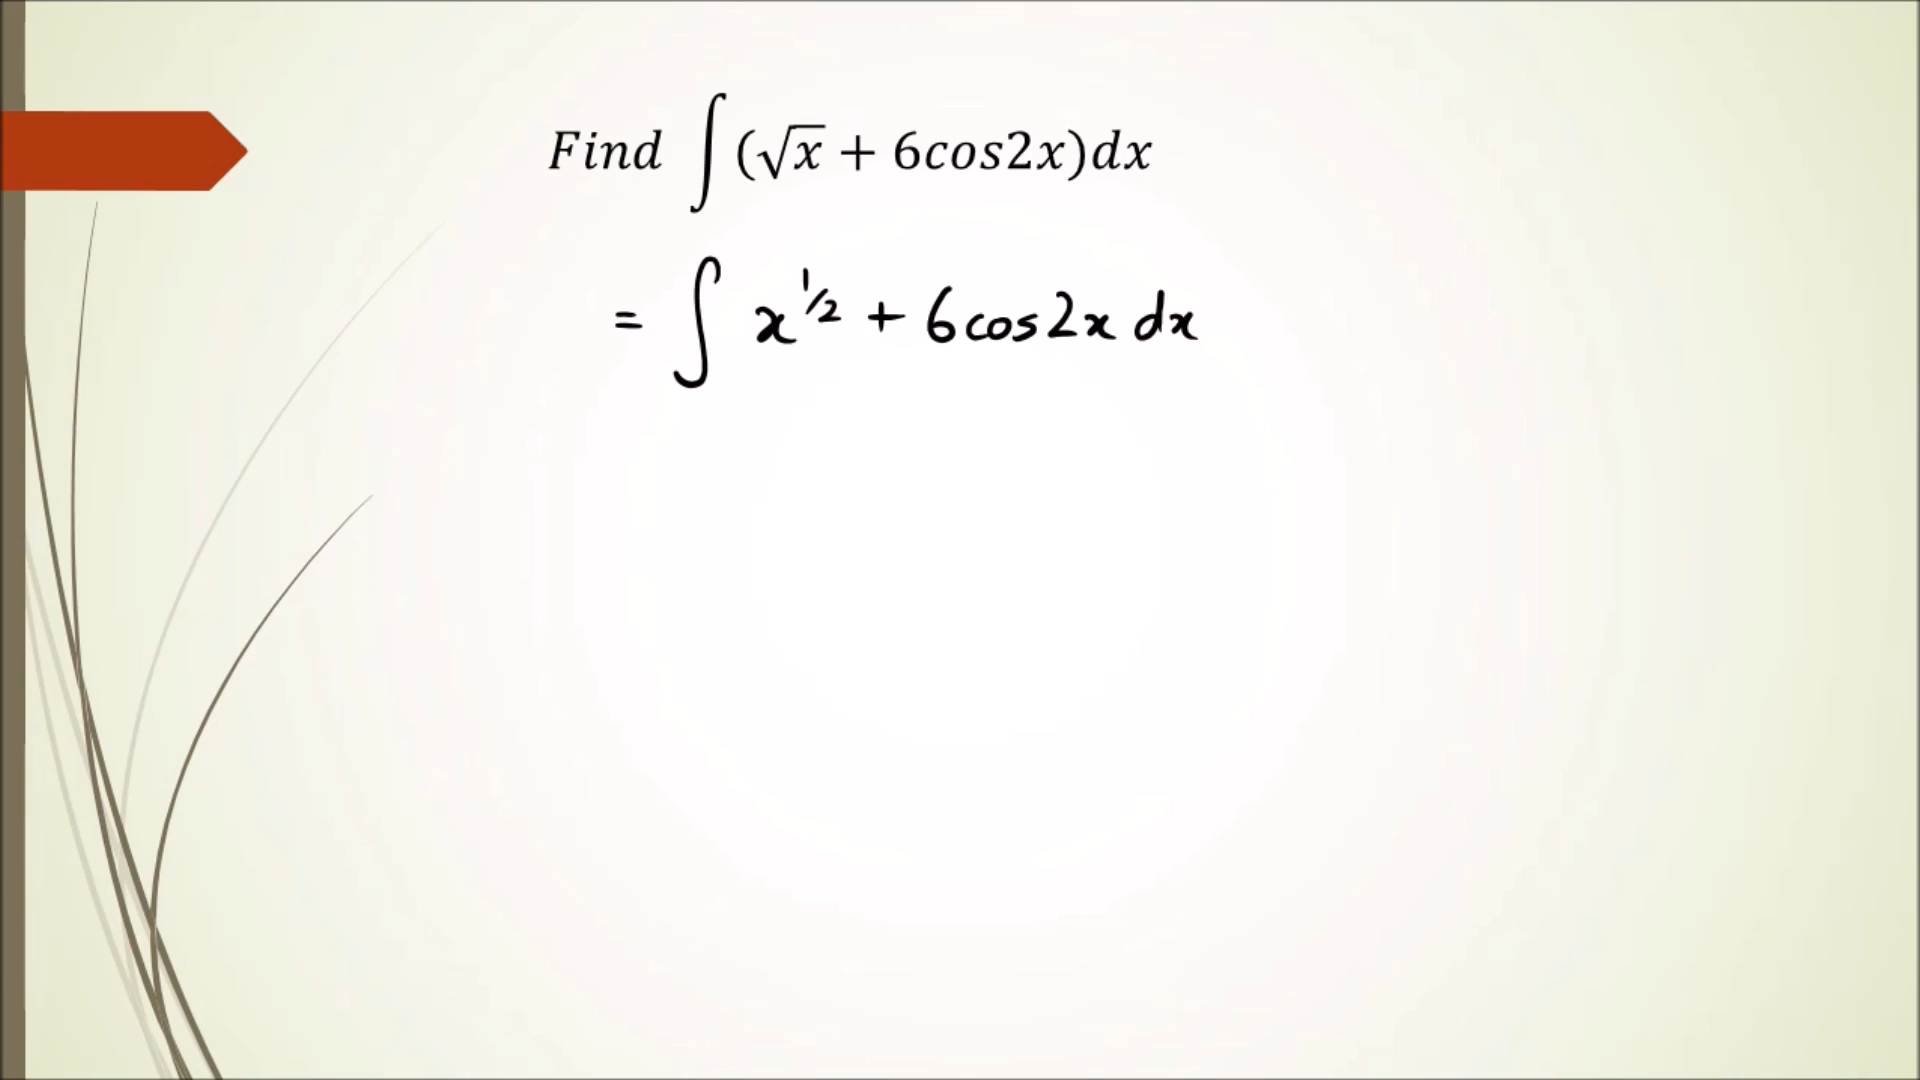 Find ∫(√x + 6cos2x)dx
= ∫ x^1/2 + 6cos2x dx